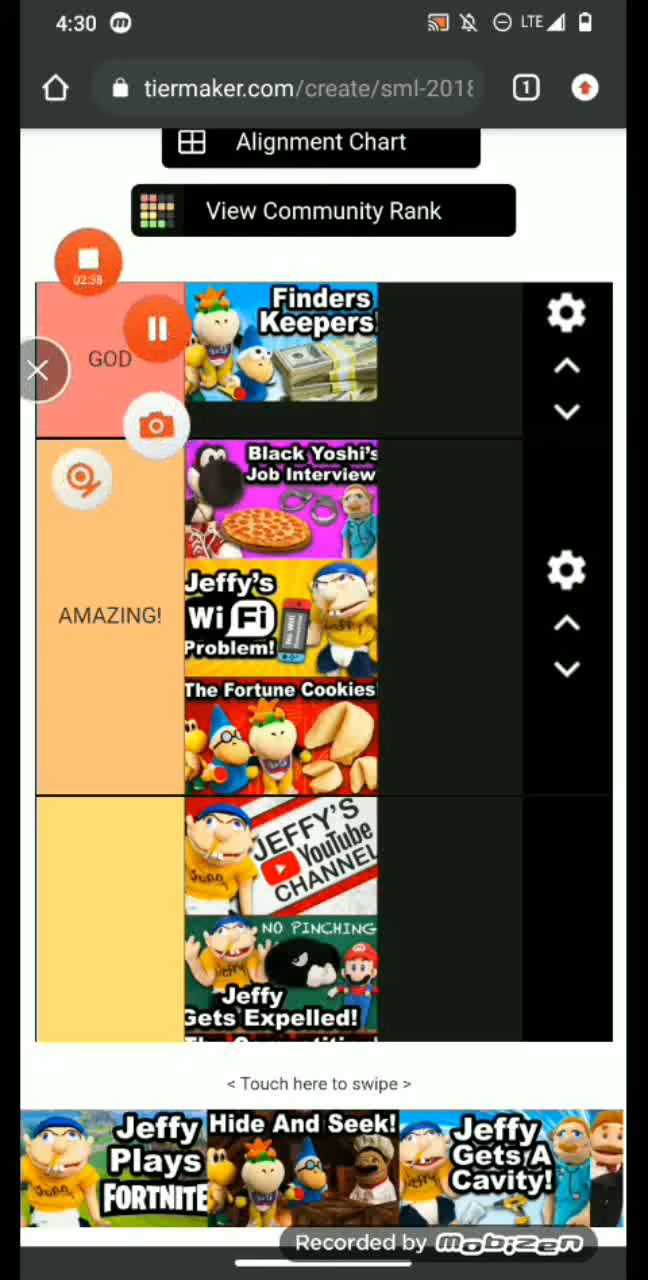 4:30
LTE
tiermaker.com/create/sml-2018
1
Alignment Chart
View Community Rank
02:38
GOD
Finders
Keepers!
AMAZING!
Black Yoshi's
Job Interview
Jeffy's
Wi Fi
Problem!
The Fortune Cookies
JEFFY'S
YouTube
CHANNEL
NO PINCHING
Jeffy
Gets Expelled!
< Touch here to swipe >
Jeffy
Plays
FORNITE
Hide And Seek!
Jeffy
Gets A
Cavity!
Recorded by mobizen